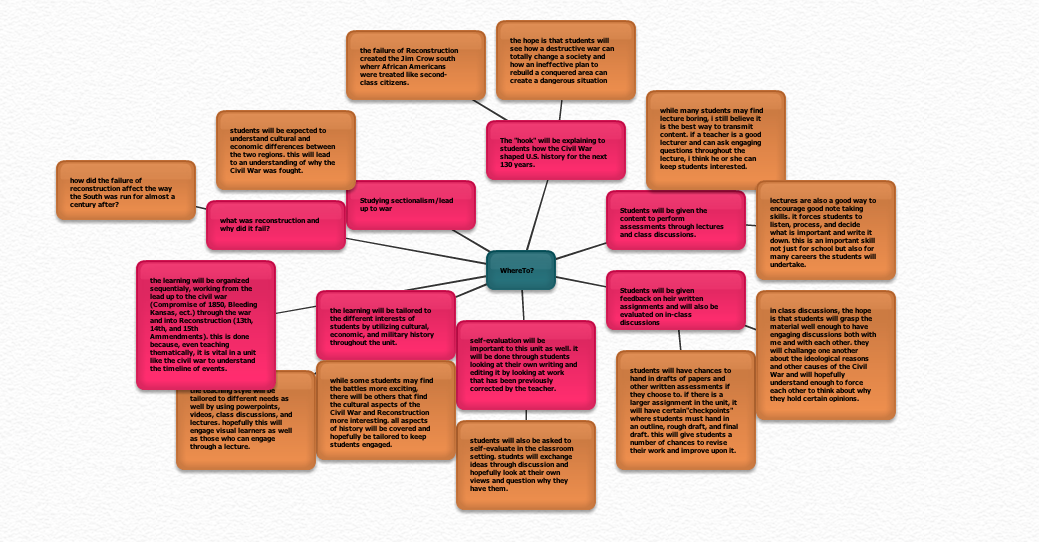 the failure of Reconstruction
created the Jim Crow south
wherr African Americans
were treated like second-
class citizens.
the hope is that students will
see how a destructive war can
totally change a society and
how an ineffective plan to
rebuild a conquered area can
create a dangerous situation
while many students may find
lecture boring, i still believe it
is the best way to transmit
content. if a teacher is a good
lecturer and can ask engaging
questions throughout the
lecture, i think he or she can
keep students interested.
students will be expected to
understand cultural and
economic differences between
the two regions. this will lead
to an understanding of why the
Civil War was fought.
The "hook" will be explaining to
students how the Civil War
shaped U.S. history for the next
130 years.
how did the failure of
reconstruction affect the way
the South was run for almost a
century after?
Studying sectionalism/lead
up to war
what was reconstruction and
why did it fail?
Students will be given the
content to perform
assessments through lectures
and class discussions.
lectures are also a good way to
encourage good note taking
skills. it forces students to
listen, process, and decide
what is important and write it
down. this is an important skill
not just for school but also for
many careers the students will
undertake.
WhereTo?
the learning will be organized
sequentialy, working from the
lead up to the civil war
(Compromise of 1850, Bleeding
Kansas, ect.) through the war
and into Reconstruction (13th,
14th, and 15th
Ammendments). this is done
because, even teaching
thematically, it is vital in a unit
like the civil war to understand
the timeline of events.
the learning will be tailored to
the different interests of
students by utilizing cultural,
economic, and military history
throughout the unit.
Students will be given
feedback on heir written
assignments and will also be
evaluated on in-class
discussions
in class discussions, the hope
is that students will grasp the
material well enough to have
engaging discussions both with
me and with each other. they
will challange one another
about the ideological reasons
and other causes of the Civil
War and will hopefully
understand enough to force
each other to think about why
they hold certain opinions.
self-evaluation will be
important to this unit as well. it
will be done through students
looking at their own writing and
editing it by looking at work
that has been previously
corrected by the teacher.
the teaching style will be
tailored to different needs as
well by using powerpoints,
videos, class discussions, and
lectures. hopefully this will
engage visual learners as well
as those who can engage
through a lecture.
while some students may find
the battles more exciting,
there will be others that find
the cultural aspects of the
Civil War and Reconstruction
more interesting. all aspects
of history will be covered and
hopefully be tailored to keep
students engaged.
students will have chances to
hand in drafts of papers and
other written assessments if
they choose to. if there is a
larger assignment in the unit, it
will have certain"checkpoints"
where students must hand in
an outline, rough draft, and final
draft. this will give students a
number of chances to revise
their work and improve upon it.
students will also be asked to
self-evaluate in the classroom
setting. studnts will exchange
ideas through discussion and
hopefully look at their own
views and question why they
have them.